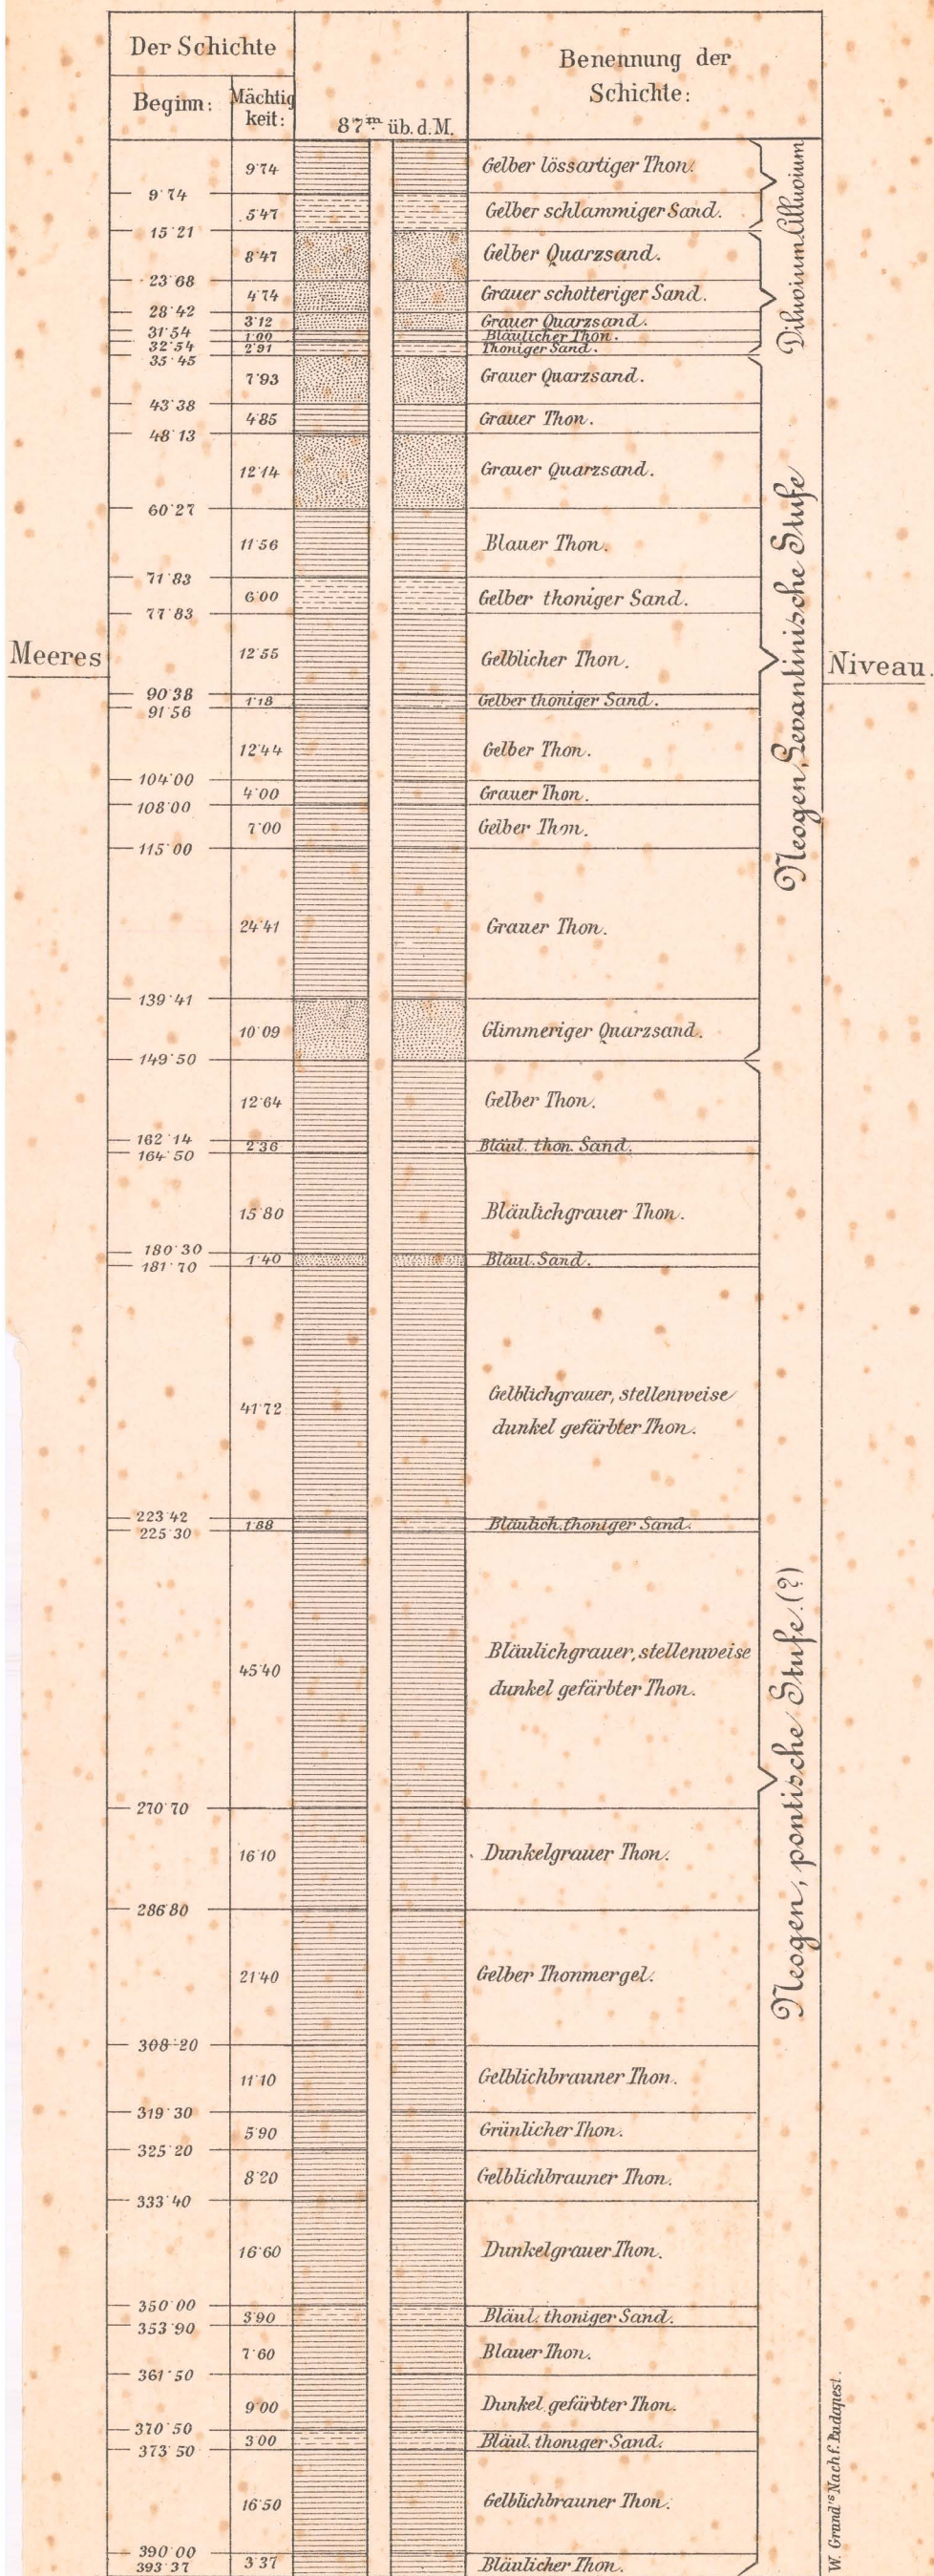 Der Schichte
Benennung der
Schichte:
Beginn:
Mächtig
keit:
87m. üb. d. M.
9·74
Gelber lössartiger Thon.
9·74
5·47
Gelber schlammiger Sand.
15·21
8·47
Gelber Quarzsand.
23·68
4·74
Grauer schotteriger Sand.
28·42
3·12
Grauer Quarzsand.
31·54
1·00
Bläulicher Thon.
32·54
2·91
Thoniger Sand.
35·45
7·93
Grauer Quarzsand.
43·38
4·85
Grauer Thon.
48·13
12·14
Grauer Quarzsand.
60·27
11·56
Blauer Thon.
71·83
6·00
Gelber thoniger Sand.
77·83
12·55
Gelblicher Thon.
90·38
1·18
Gelber thoniger Sand.
91·56
12·44
Gelber Thon.
104·00
4·00
Grauer Thon.
108·00
7·00
Gelber Thon.
115·00
24·41
Grauer Thon.
139·41
10·09
Glimmeriger Quarzsand.
149·50
12·64
Gelber Thon.
162·14
2·36
Bläul. thon. Sand.
164·50
15·80
Bläulichgrauer Thon.
180·30
1·40
Bläul. Sand.
181·70
41·72
Gelblichgrauer, stellenweise
dunkel gefärbter Thon.
223·42
1·88
Bläulich. thoniger Sand.
225·30
45·40
Bläulichgrauer, stellenweise
dunkel gefärbter Thon.
270·70
16·10
Dunkelgrauer Thon.
286·80
21·40
Gelber Thonmergel.
308·20
11·10
Gelblichbrauner Thon.
319·30
5·90
Grünlicher Thon.
325·20
8·20
Gelblichbrauner Thon.
333·40
16·60
Dunkelgrauer Thon.
350·00
3·90
Bläul. thoniger Sand.
353·90
7·60
Blauer Thon.
361·50
9·00
Dunkel gefärbter Thon.
370·50
3·00
Bläul. thoniger Sand.
373·50
16·50
Gelblichbrauner Thon.
390·00
3·37
Bläulicher Thon.
393·37
Meeres
Niveau.
Diluvium. Alluvium
Neogen, Levantinische Stufe
Neogen, pontische Stufe.(?)
W. Grand's Nachf. Budapest.